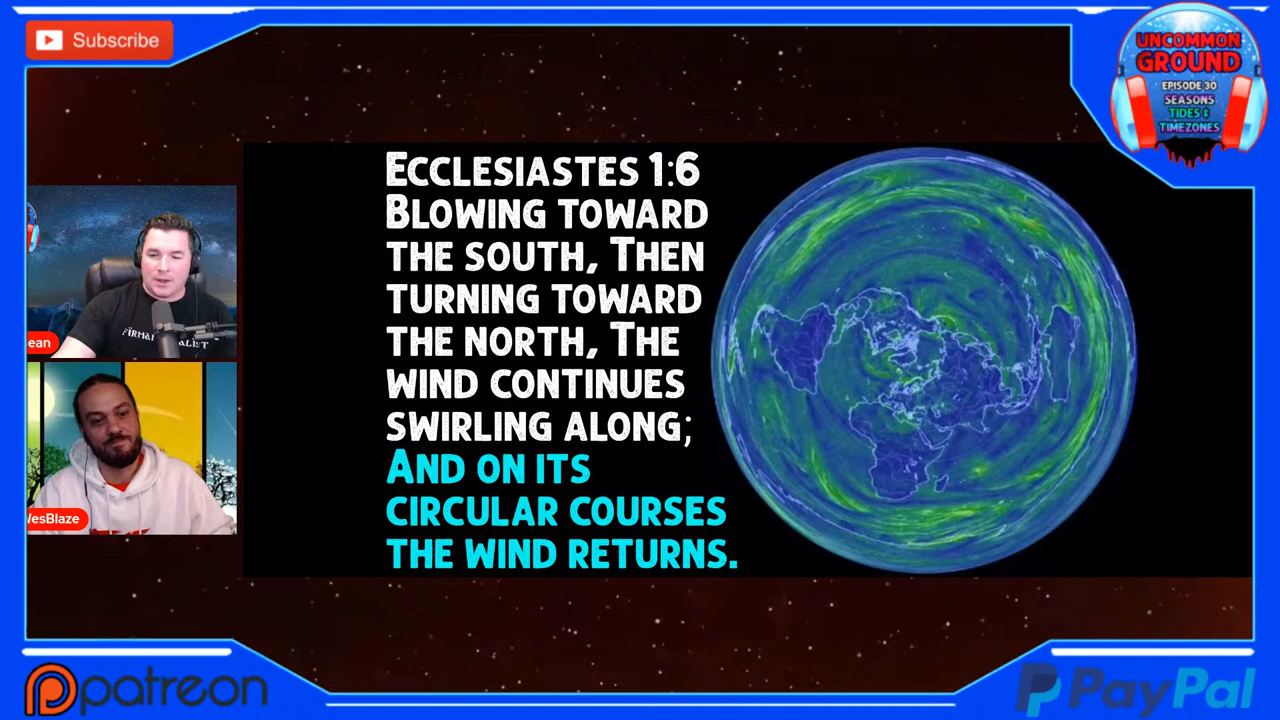 Subscribe
UNCOMMON
GROUND
EPISODE 30
SEASONS
TIDES &
TIMEZONES
ECCLESIASTES 1:6
BLOWING TOWARD
THE SOUTH, THEN
TURNING TOWARD
THE NORTH, THE
WIND CONTINUES
SWIRLING ALONG;
AND ON ITS
CIRCULAR COURSES
THE WIND RETURNS.
ean
WesBlaze
patreon
PayPal